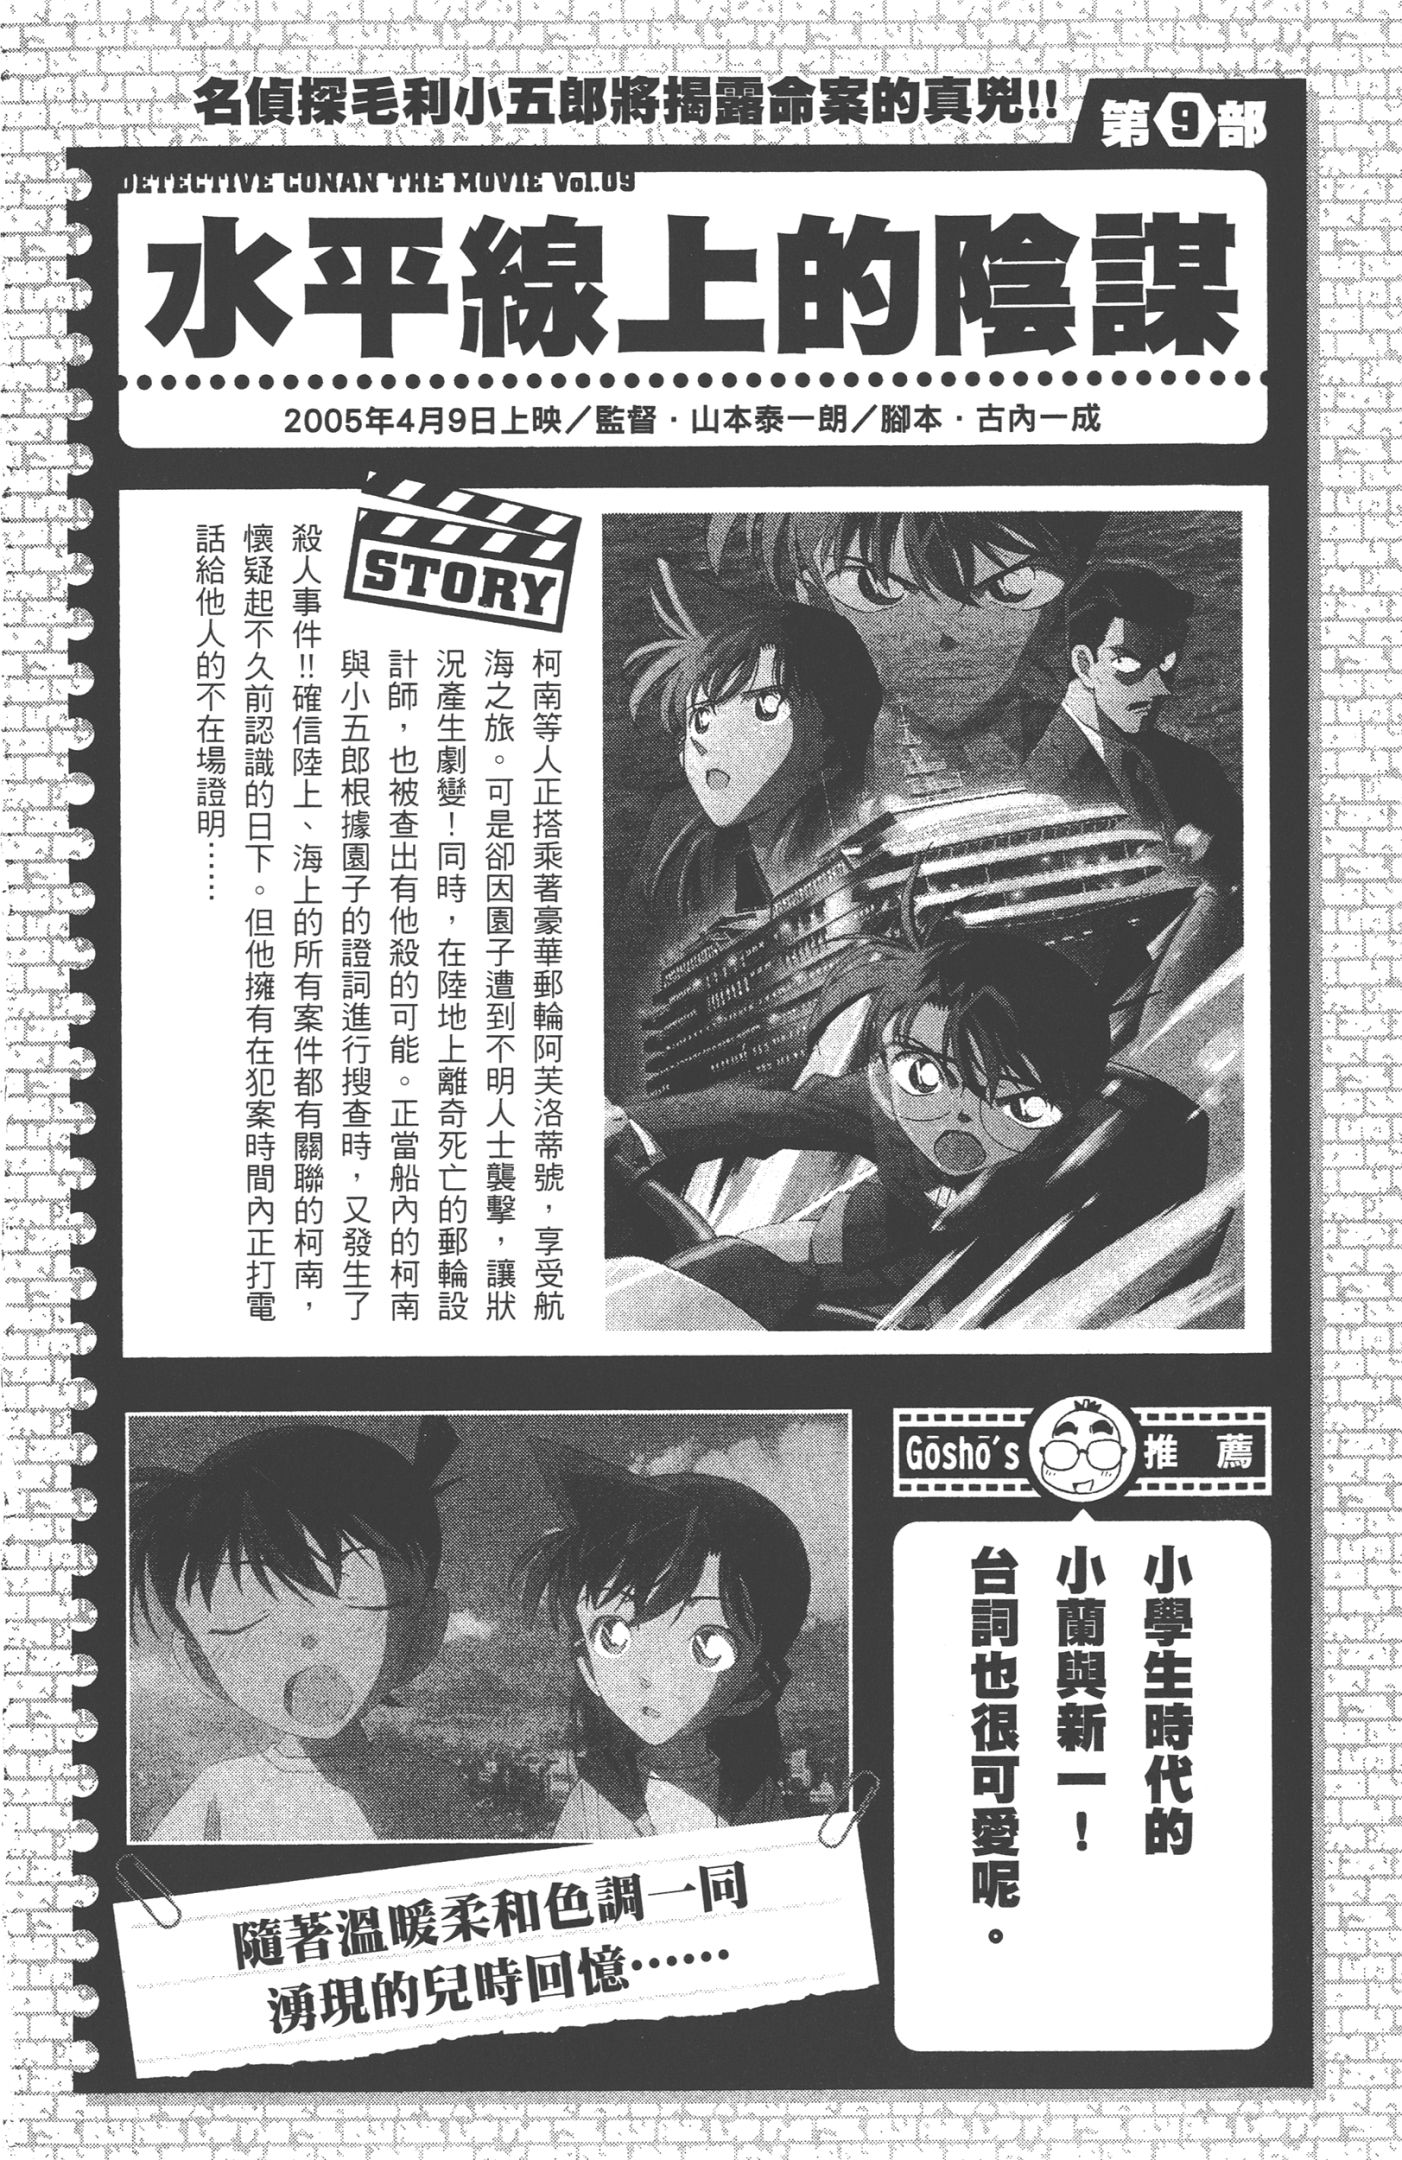 名偵探毛利小五郎將揭露命案的真兇!!
第9部
DETECTIVE CONAN THE MOVIE Vol.09
水平線上的陰謀
2005年4月9日上映／監督・山本泰一朗／腳本・古內一成
STORY
柯南等人正搭乘著豪華郵輪阿芙洛蒂號，享受航
海之旅。可是卻因園子遭到不明人士襲擊，讓狀
況產生劇變！同時，在陸地上離奇死亡的郵輪設
計師，也被查出有他殺的可能。正當船內的柯南
與小五郎根據園子的證詞進行搜查時，又發生了
殺人事件!!確信陸上、海上的所有案件都有關聯的柯南，
懷疑起不久前認識的日下。但他擁有在犯案時間內正打電
話給他人的不在場證明……
Gōshō's 推薦
小學生時代的
小蘭與新一！
台詞也很可愛呢。
隨著溫暖柔和色調一同
湧現的兒時回憶……